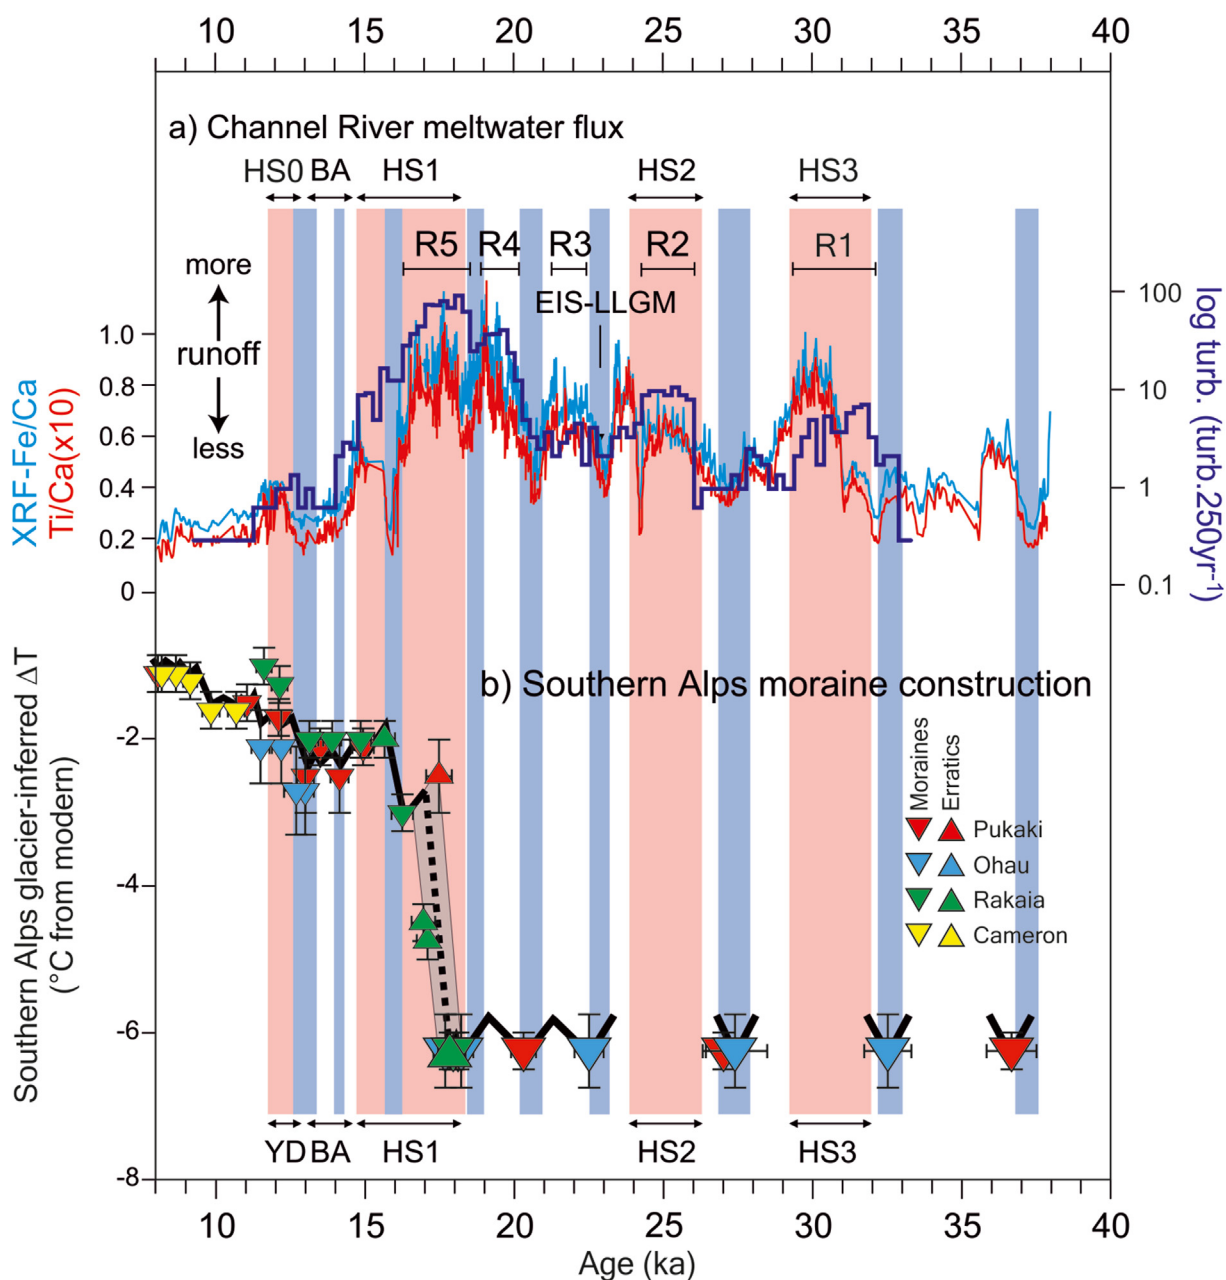 10 15 20 25 30 35 40
a) Channel River meltwater flux
HS0 BA HS1 HS2 HS3
R5 R4 R3 R2 R1
more
runoff
less
EIS-LLGM
XRF-Fe/Ca
Ti/Ca(x10)
1.0
0.8
0.6
0.4
0.2
0
100
10
1
0.1
log turb. (turb.250yr⁻¹)
b) Southern Alps moraine construction
Southern Alps glacier-inferred ΔT
(°C from modern)
-2
-4
-6
-8
Moraines
Erratics
Pukaki
Ohau
Rakaia
Cameron
YD BA HS1 HS2 HS3
10 15 20 25 30 35 40
Age (ka)